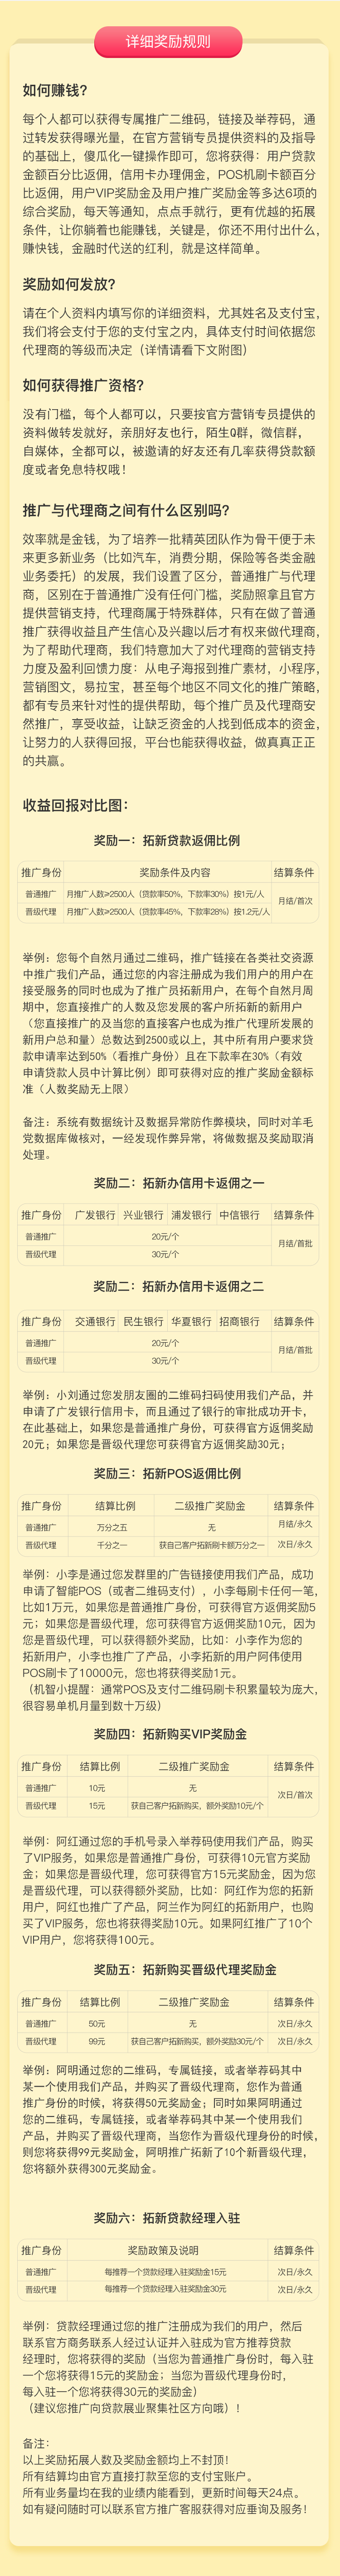 详细奖励规则
如何赚钱?
每个人都可以获得专属推广二维码，链接及举荐码，通
过转发获得曝光量，在官方营销专员提供资料的及指导
的基础上，傻瓜化一键操作即可，您将获得：用户贷款
金额百分比返佣，信用卡办理佣金，POS机刷卡额百分
比返佣，用户VIP奖励金及用户推广奖励金等多达6项的
综合奖励，每天等通知，点点手就行，更有优越的拓展
条件，让你躺着也能赚钱，关键是，你还不用付出什么，
赚快钱，金融时代送的红利，就是这样简单。
奖励如何发放?
请在个人资料内填写你的详细资料，尤其姓名及支付宝，
我们将会支付于您的支付宝之内，具体支付时间依据您
代理商的等级而决定（详情请看下文附图）
如何获得推广资格?
没有门槛，每个人都可以，只要按官方营销专员提供的
资料做转发就好，亲朋好友也行，陌生Q群，微信群，
自媒体，全都可以，被邀请的好友还有几率获得贷款额
度或者免息特权哦！
推广与代理商之间有什么区别吗?
效率就是金钱，为了培养一批精英团队作为骨干便于未
来更多新业务（比如汽车，消费分期，保险等各类金融
业务委托）的发展，我们设置了区分，普通推广与代理
商，区别在于普通推广没有任何门槛，奖励照拿且官方
提供营销支持，代理商属于特殊群体，只有在做了普通
推广获得收益且产生信心及兴趣以后才有权来做代理商，
为了帮助代理商，我们特意加大了对代理商的营销支持
力度及盈利回馈力度：从电子海报到推广素材，小程序，
营销图文，易拉宝，甚至每个地区不同文化的推广策略，
都有专员来针对性的提供帮助，每个推广员及代理商安
然推广，享受收益，让缺乏资金的人找到低成本的资金，
让努力的人获得回报，平台也能获得收益，做真真正正
的共赢。
收益回报对比图：
奖励一：拓新贷款返佣比例
推广身份 奖励条件及内容 结算条件
普通推广 月推广人数≥2500人（贷款率50%，下款率30%）按1元/人
月结/首次
晋级代理 月推广人数≥2500人（贷款率45%，下款率28%）按1.2元/人
举例：您每个自然月通过二维码，推广链接在各类社交资源
中推广我们产品，通过您的内容注册成为我们用户的用户在
接受服务的同时也成为了推广员拓新用户，在每个自然月周
期中，您直接推广的人数及您发展的客户所拓新的新用户
（您直接推广的及当您的直接客户也成为推广代理所发展的
新用户总和量）总数达到2500或以上，其中所有用户要求贷
款申请率达到50%（看推广身份）且在下款率在30%（有效
申请贷款人员中计算比例）即可获得对应的推广奖励金额标
准（人数奖励无上限）
备注：系统有数据统计及数据异常防作弊模块，同时对羊毛
党数据库做核对，一经发现作弊异常，将做数据及奖励取消
处理。
奖励二：拓新办信用卡返佣之一
推广身份 广发银行 兴业银行 浦发银行 中信银行 结算条件
普通推广 20元/个
月结/首批
晋级代理 30元/个
奖励二：拓新办信用卡返佣之二
推广身份 交通银行 民生银行 华夏银行 招商银行 结算条件
普通推广 20元/个
月结/首批
晋级代理 30元/个
举例：小刘通过您发朋友圈的二维码扫码使用我们产品，并
申请了广发银行信用卡，而且通过了银行的审批成功开卡，
在此基础上，如果您是普通推广身份，可获得官方返佣奖励
20元；如果您是晋级代理您可获得官方返佣奖励30元；
奖励三：拓新POS返佣比例
推广身份 结算比例 二级推广奖励金 结算条件
普通推广 万分之五 无 月结/永久
晋级代理 千分之一 获自己客户拓新刷卡额万分之一 次日/永久
举例：小李是通过您发群里的广告链接使用我们产品，成功
申请了智能POS（或者二维码支付），小李每刷卡任何一笔，
比如1万元，如果您是普通推广身份，可获得官方返佣奖励5
元；如果您是晋级代理，您可获得官方返佣奖励10元，因为
您是晋级代理，可以获得额外奖励，比如：小李作为您的
拓新用户，小李也推广了产品，小李拓新的用户阿伟使用
POS刷卡了10000元，您也将获得奖励1元。
（机智小提醒：通常POS及支付二维码刷卡积累量较为庞大，
很容易单机月量到数十万级）
奖励四：拓新购买VIP奖励金
推广身份 结算比例 二级推广奖励金 结算条件
普通推广 10元 无
次日/首次
晋级代理 15元 获自己客户拓新购买，额外奖励10元/个
举例：阿红通过您的手机号录入举荐码使用我们产品，购买
了VIP服务，如果您是普通推广身份，可获得10元官方奖励
金；如果您是晋级代理，您可获得官方15元奖励金，因为您
是晋级代理，可以获得额外奖励，比如：阿红作为您的拓新
用户，阿红也推广了产品，阿兰作为阿红的拓新用户，也购
买了VIP服务，您也将获得奖励10元。如果阿红推广了10个
VIP用户，您将获得100元。
奖励五：拓新购买晋级代理奖励金
推广身份 结算比例 二级推广奖励金 结算条件
普通推广 50元 无 次日/永久
晋级代理 99元 获自己客户拓新购买，额外奖励30元/个 次日/永久
举例：阿明通过您的二维码，专属链接，或者举荐码其中
某一个使用我们产品，并购买了晋级代理商，您作为普通
推广身份的时候，将获得50元奖励金；同时如果阿明通过
您的二维码，专属链接，或者举荐码其中某一个使用我们
产品，并购买了晋级代理商，当您作为晋级代理身份的时候，
则您将获得99元奖励金，阿明推广拓新了10个新晋级代理，
您将额外获得300元奖励金。
奖励六：拓新贷款经理入驻
推广身份 奖励政策及说明 结算条件
普通推广 每推荐一个贷款经理入驻奖励金15元 次日/永久
晋级代理 每推荐一个贷款经理入驻奖励金30元 次日/永久
举例：贷款经理通过您的推广注册成为我们的用户，然后
联系官方商务联系人经过认证并入驻成为官方推荐贷款
经理时，您将获得的奖励（当您为普通推广身份时，每入驻
一个您将获得15元的奖励金；当您为晋级代理身份时，
每入驻一个您将获得30元的奖励金）
（建议您推广向贷款展业聚集社区方向哦）！
备注：
以上奖励拓展人数及奖励金额均上不封顶！
所有结算均由官方直接打款至您的支付宝账户。
所有业务量均在我的业绩内能看到，更新时间每天24点。
如有疑问随时可以联系官方推广客服获得对应垂询及服务！